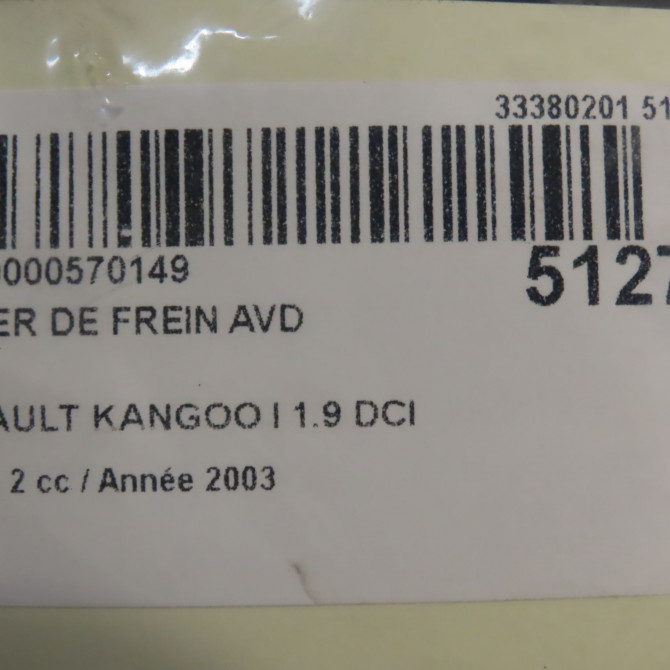 33380201 51
000570149
5127
ER DE FREIN AVD
AULT KANGOO I 1.9 DCI
2 cc / Année 2003